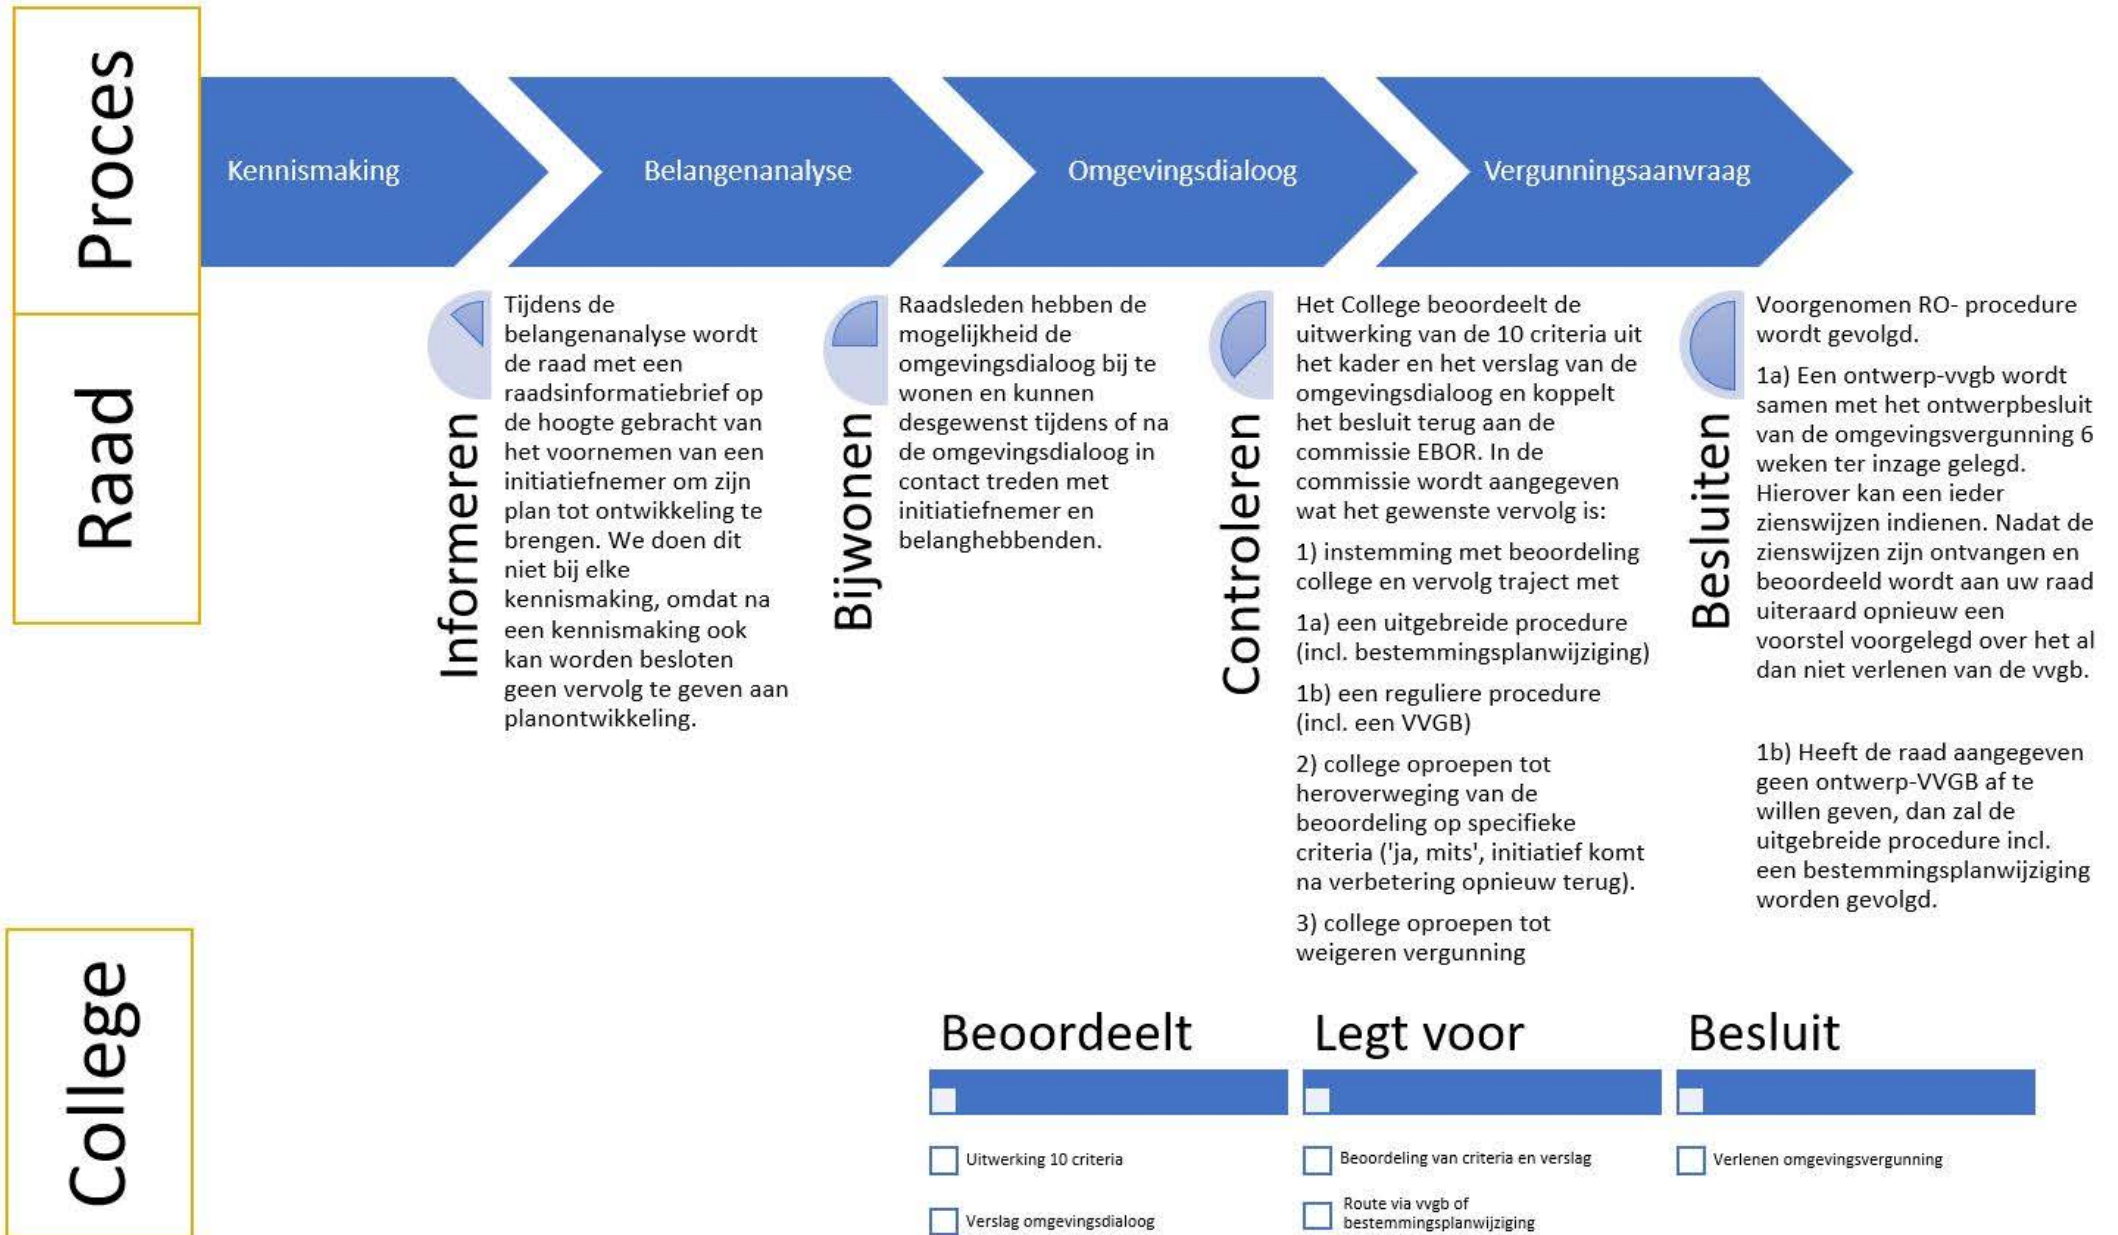 Proces
Kennismaking
Belangenanalyse
Omgevingsdialoog
Vergunningsaanvraag
Raad
Informeren
Tijdens de
belangenanalyse wordt
de raad met een
raadsinformatiebrief op
de hoogte gebracht van
het voornemen van een
initiatiefnemer om zijn
plan tot ontwikkeling te
brengen. We doen dit
niet bij elke
kennismaking, omdat na
een kennismaking ook
kan worden besloten
geen vervolg te geven aan
planontwikkeling.
Bijwonen
Raadsleden hebben de
mogelijkheid de
omgevingsdialoog bij te
wonen en kunnen
desgewenst tijdens of na
de omgevingsdialoog in
contact treden met
initiatiefnemer en
belanghebbenden.
Controleren
Het College beoordeelt de
uitwerking van de 10 criteria uit
het kader en het verslag van de
omgevingsdialoog en koppelt
het besluit terug aan de
commissie EBOR. In de
commissie wordt aangegeven
wat het gewenste vervolg is:
1) instemming met beoordeling
college en vervolg traject met
1a) een uitgebreide procedure
(incl. bestemmingsplanwijziging)
1b) een reguliere procedure
(incl. een VVGB)
2) college oproepen tot
heroverweging van de
beoordeling op specifieke
criteria ('ja, mits', initiatief komt
na verbetering opnieuw terug).
3) college oproepen tot
weigeren vergunning
Besluiten
Voorgenomen RO- procedure
wordt gevolgd.
1a) Een ontwerp-vvgb wordt
samen met het ontwerpbesluit
van de omgevingsvergunning 6
weken ter inzage gelegd.
Hierover kan een ieder
zienswijzen indienen. Nadat de
zienswijzen zijn ontvangen en
beoordeeld wordt aan uw raad
uiteraard opnieuw een
voorstel voorgelegd over het al
dan niet verlenen van de vvgb.
1b) Heeft de raad aangegeven
geen ontwerp-VVGB af te
willen geven, dan zal de
uitgebreide procedure incl.
een bestemmingsplanwijziging
worden gevolgd.
College
Beoordeelt
Uitwerking 10 criteria
Verslag omgevingsdialoog
Legt voor
Beoordeling van criteria en verslag
Route via vvgb of
bestemmingsplanwijziging
Besluit
Verlenen omgevingsvergunning